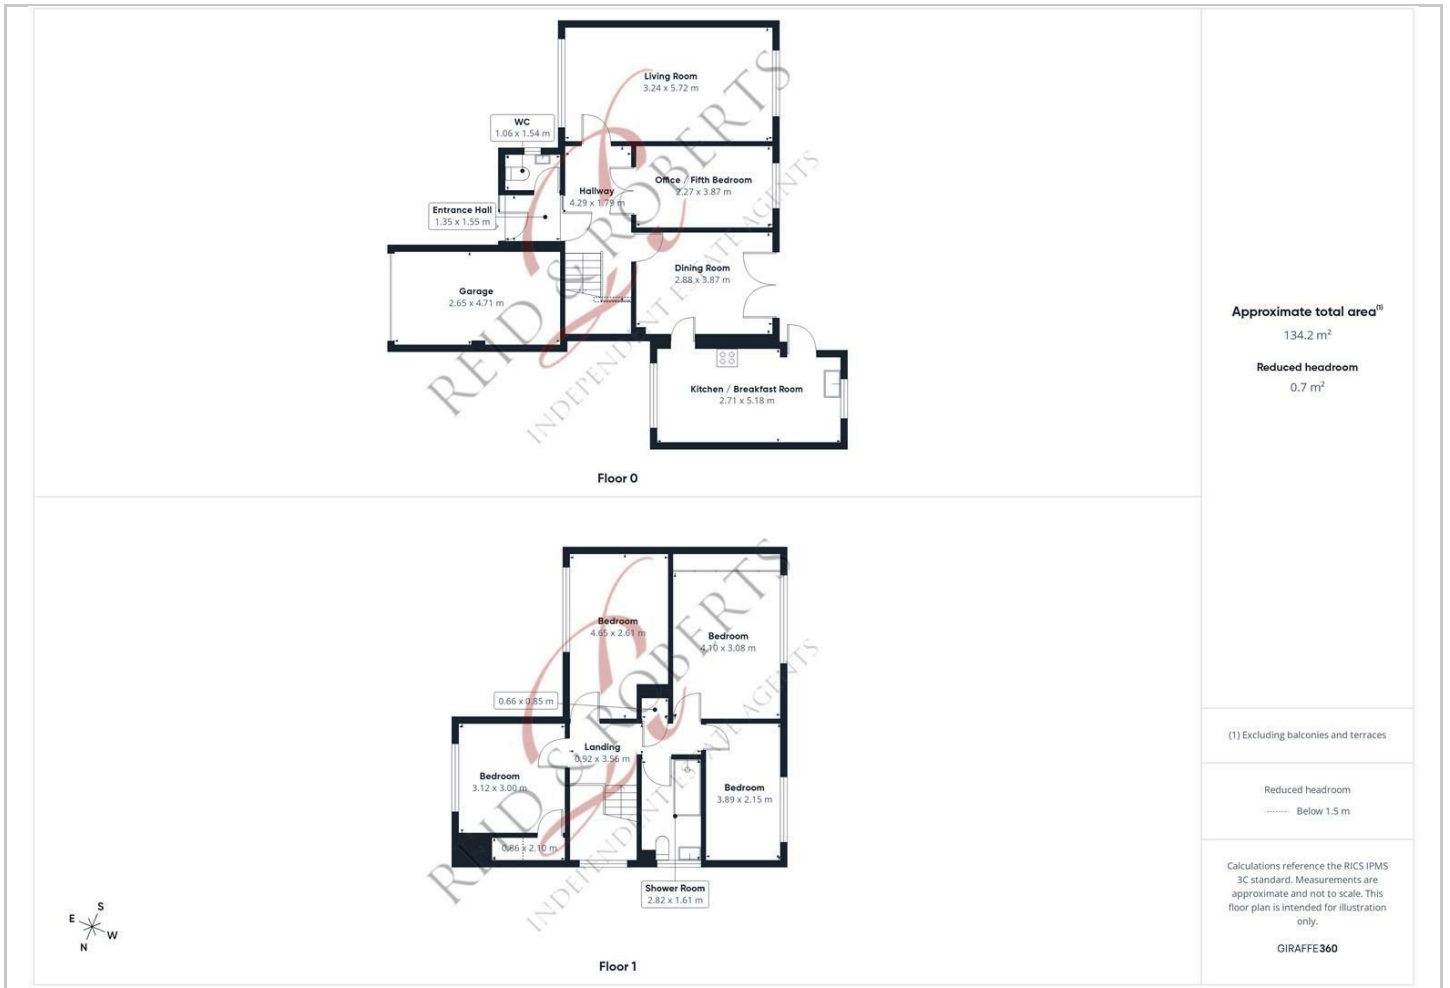 Living Room
3.24 x 5.72 m
WC
1.06 x 1.54 m
Office / Fifth Bedroom
2.27 x 3.87 m
Hallway
4.29 x 1.79 m
Entrance Hall
1.35 x 1.55 m
Dining Room
2.88 x 3.87 m
Garage
2.65 x 4.71 m
Kitchen / Breakfast Room
2.71 x 5.18 m
REID & ROBERTS
INDEPENDENT ESTATE AGENTS
Floor 0
Bedroom
4.65 x 2.61 m
Bedroom
4.10 x 3.08 m
0.66 x 0.85 m
Landing
0.92 x 3.56 m
Bedroom
3.12 x 3.00 m
Bedroom
3.89 x 2.15 m
0.86 x 2.10 m
Shower Room
2.82 x 1.61 m
REID & ROBERTS
INDEPENDENT ESTATE AGENTS
S
E
W
N
Floor 1
Approximate total area(1)
134.2 m²
Reduced headroom
0.7 m²
(1) Excluding balconies and terraces
Reduced headroom
Below 1.5 m
Calculations reference the RICS IPMS
3C standard. Measurements are
approximate and not to scale. This
floor plan is intended for illustration
only.
GIRAFFE360